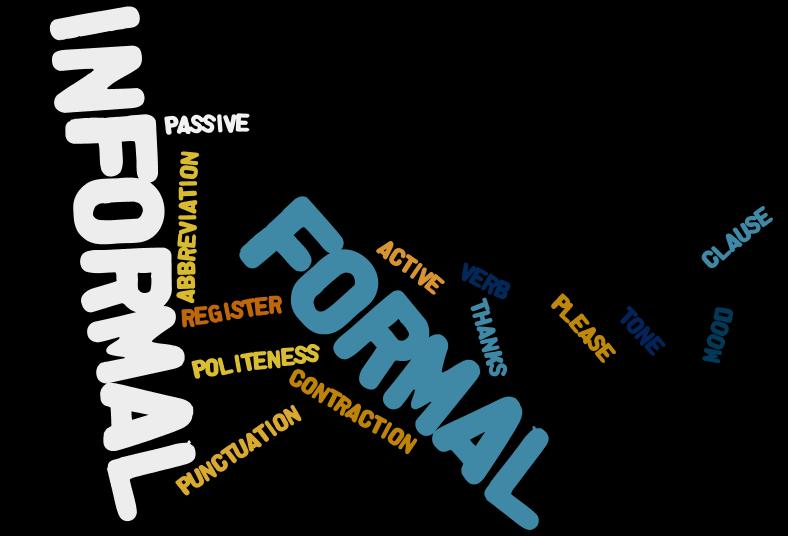 INFORMAL
PASSIVE
ABBREVIATION
REGISTER
POLITENESS
PUNCTUATION
CONTRACTION
FORMAL
ACTIVE
VERB
THANKS
PLEASE
TONE
CLAUSE
MOOD